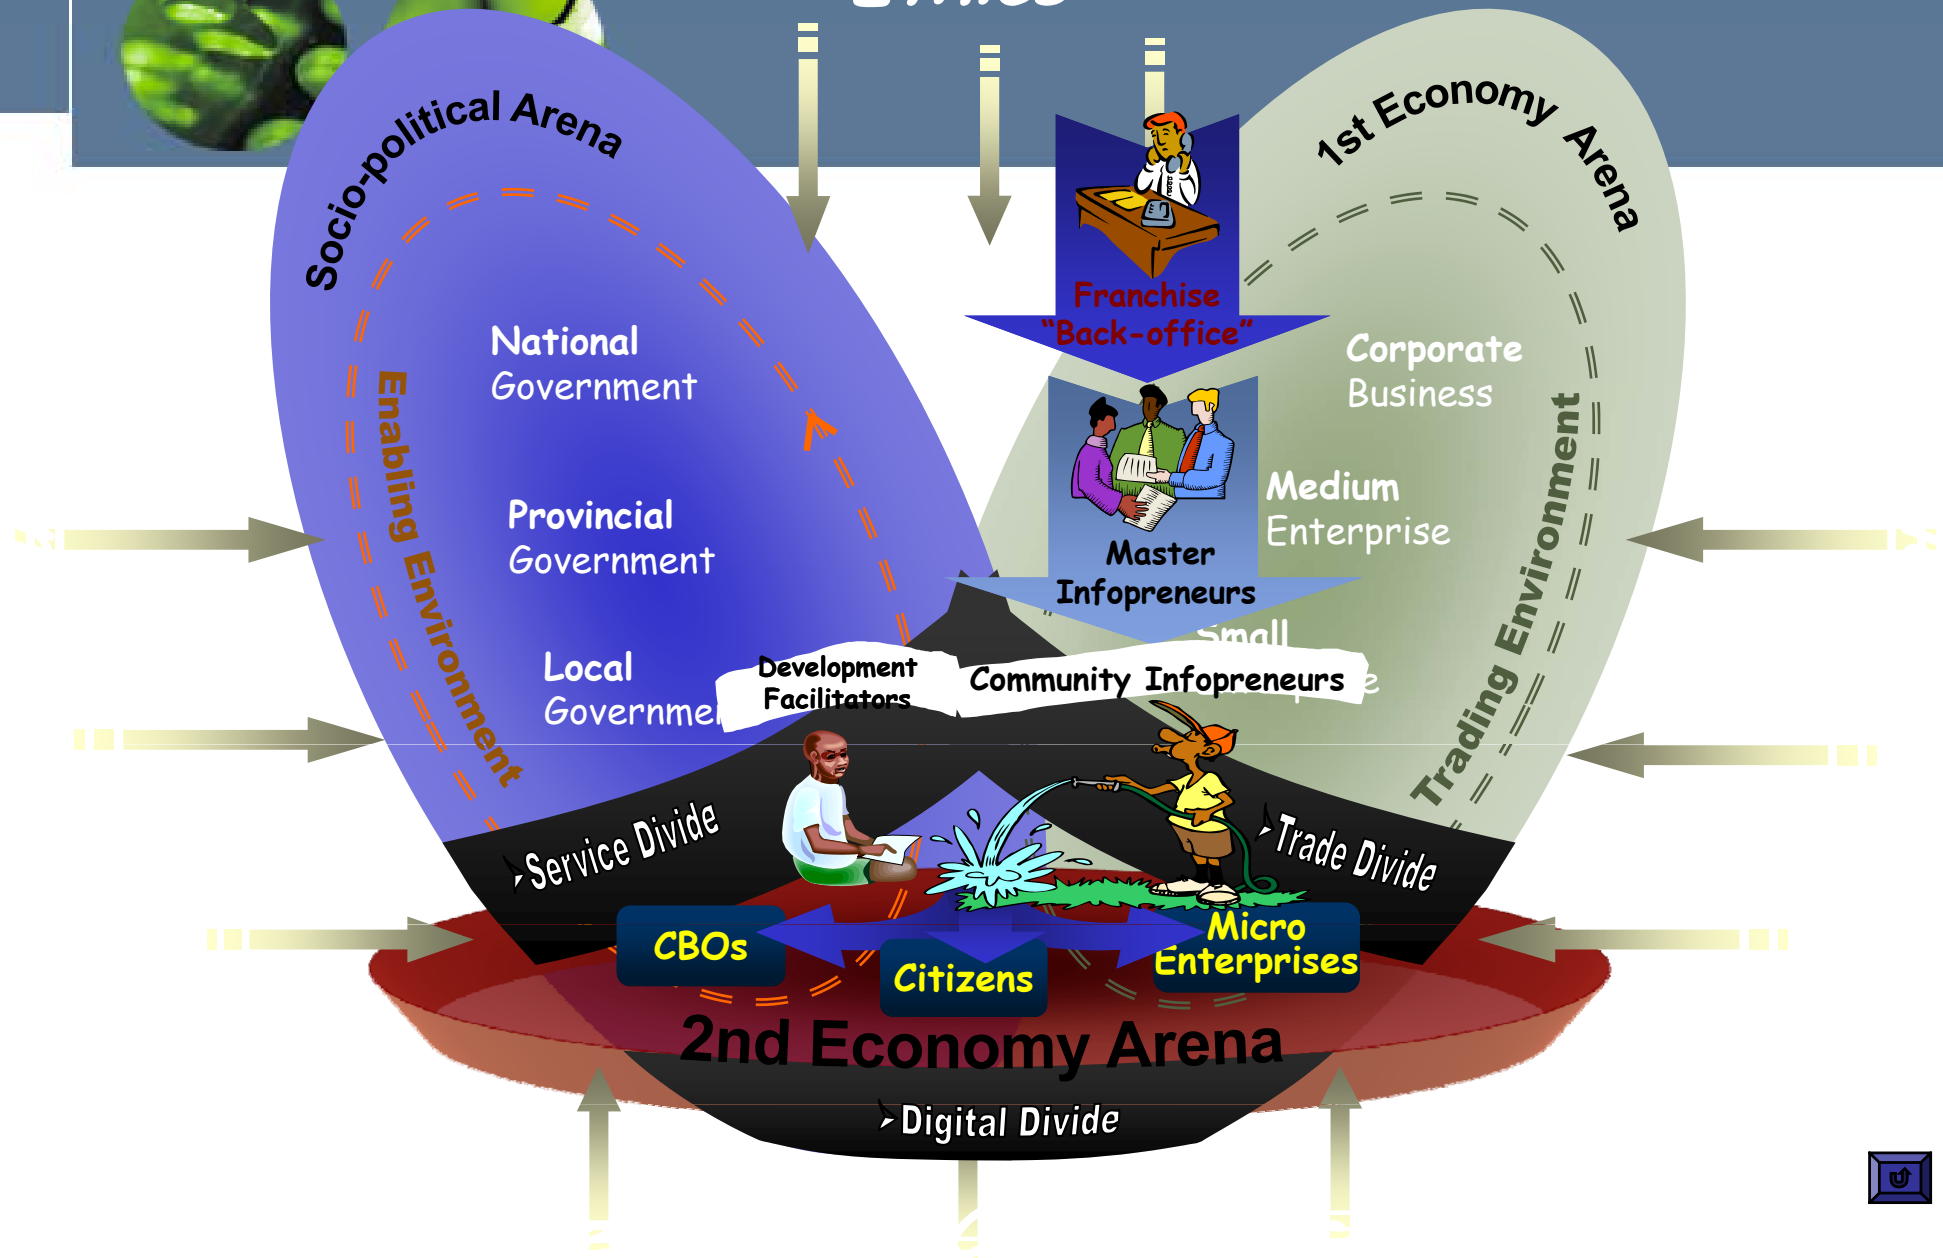 Socio-political Arena
1st Economy Arena
Franchise
“Back-office”
National
Government
Corporate
Business
Enabling Environment
Trading Environment
Medium
Enterprise
Provincial
Government
Master
Infopreneurs
Small
Local
Development
Facilitators
Community Infopreneurs
Service Divide
Trade Divide
CBOs
Citizens
Micro
Enterprises
2nd Economy Arena
Digital Divide